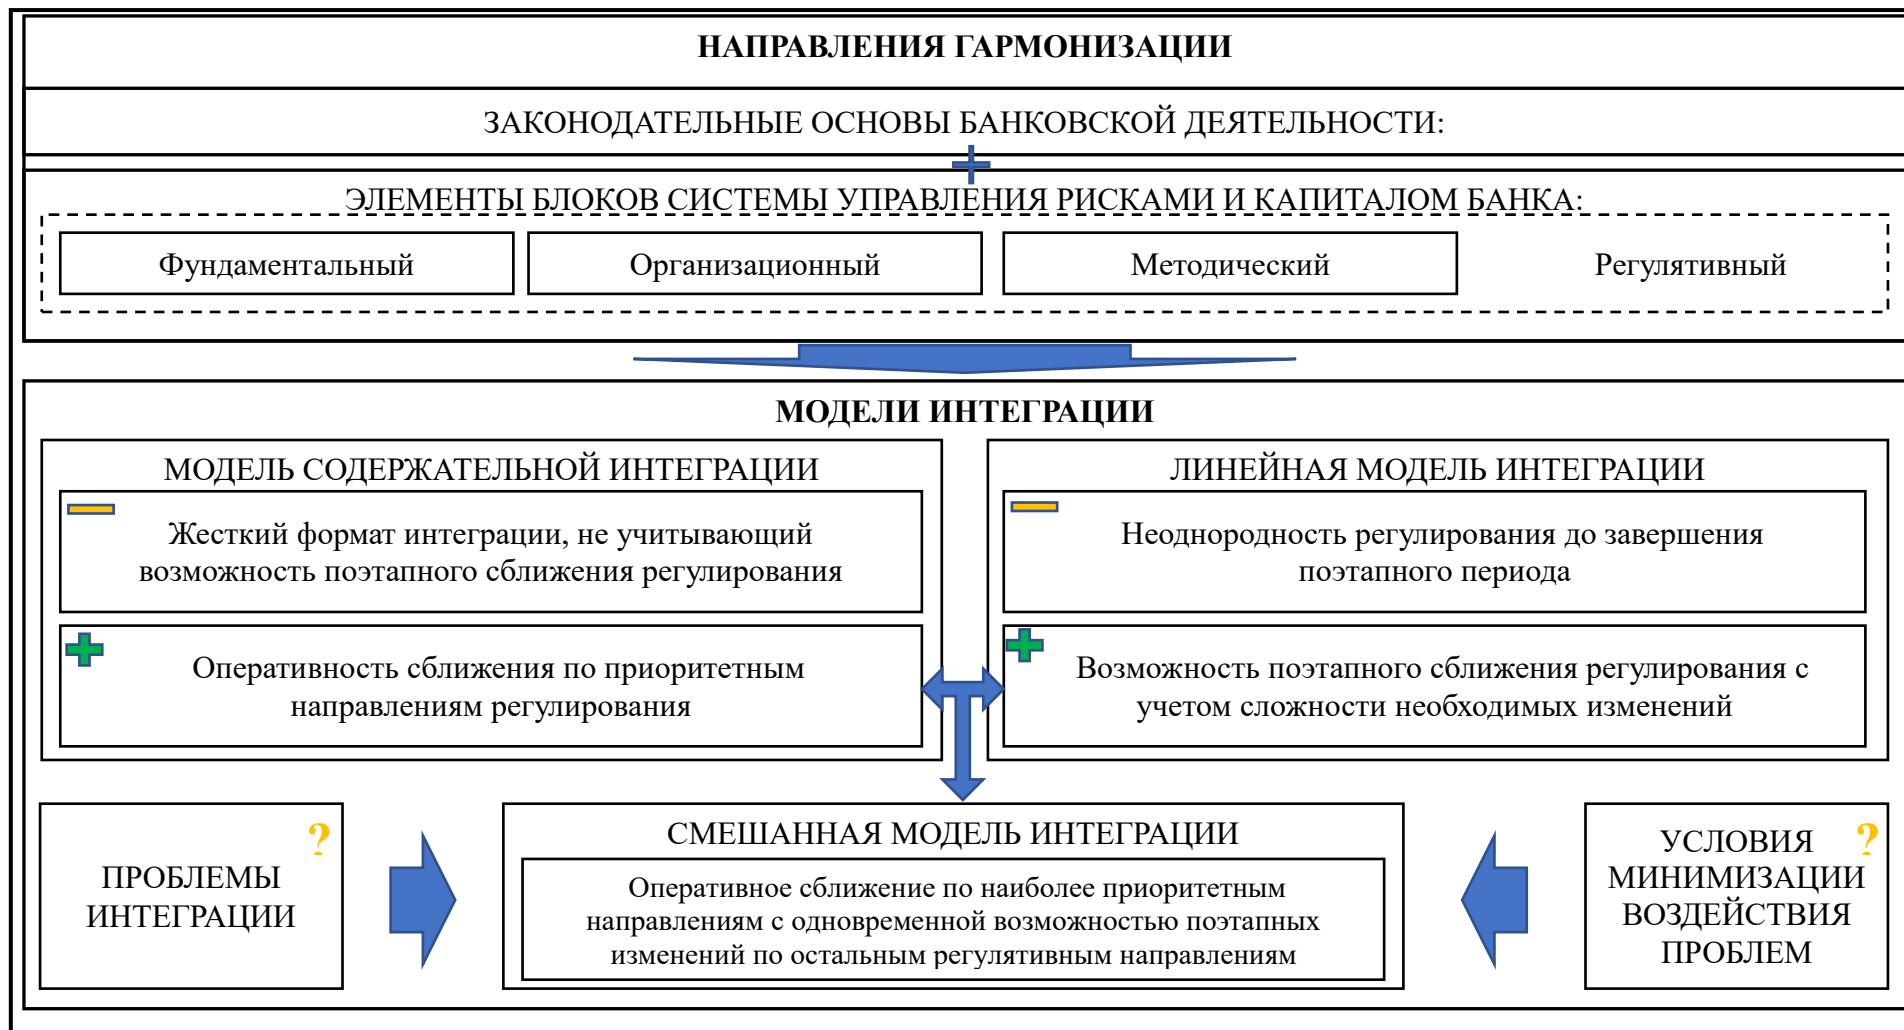 НАПРАВЛЕНИЯ ГАРМОНИЗАЦИИ
ЗАКОНОДАТЕЛЬНЫЕ ОСНОВЫ БАНКОВСКОЙ ДЕЯТЕЛЬНОСТИ:
ЭЛЕМЕНТЫ БЛОКОВ СИСТЕМЫ УПРАВЛЕНИЯ РИСКАМИ И КАПИТАЛОМ БАНКА:
Фундаментальный
Организационный
Методический
Регулятивный
МОДЕЛИ ИНТЕГРАЦИИ
МОДЕЛЬ СОДЕРЖАТЕЛЬНОЙ ИНТЕГРАЦИИ
Жесткий формат интеграции, не учитывающий
возможность поэтапного сближения регулирования
Оперативность сближения по приоритетным
направлениям регулирования
ЛИНЕЙНАЯ МОДЕЛЬ ИНТЕГРАЦИИ
Неоднородность регулирования до завершения
поэтапного периода
Возможность поэтапного сближения регулирования с
учетом сложности необходимых изменений
?
ПРОБЛЕМЫ
ИНТЕГРАЦИИ
СМЕШАННАЯ МОДЕЛЬ ИНТЕГРАЦИИ
Оперативное сближение по наиболее приоритетным
направлениям с одновременной возможностью поэтапных
изменений по остальным регулятивным направлениям
?
УСЛОВИЯ
МИНИМИЗАЦИИ
ВОЗДЕЙСТВИЯ
ПРОБЛЕМ